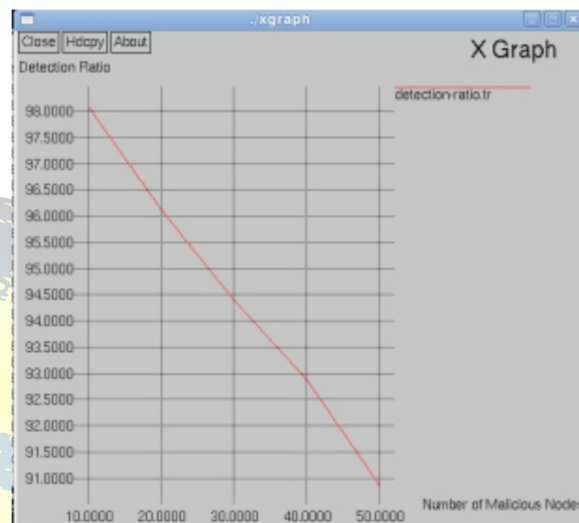 ./xgraph
Close Hdcpy About
X Graph
Detection Ratio
detection-ratio.tr
98.0000
97.5000
97.0000
96.5000
96.0000
95.5000
95.0000
94.5000
94.0000
93.5000
93.0000
92.5000
92.0000
91.5000
91.0000
10.0000 20.0000 30.0000 40.0000 50.0000
Number of Malicious Node